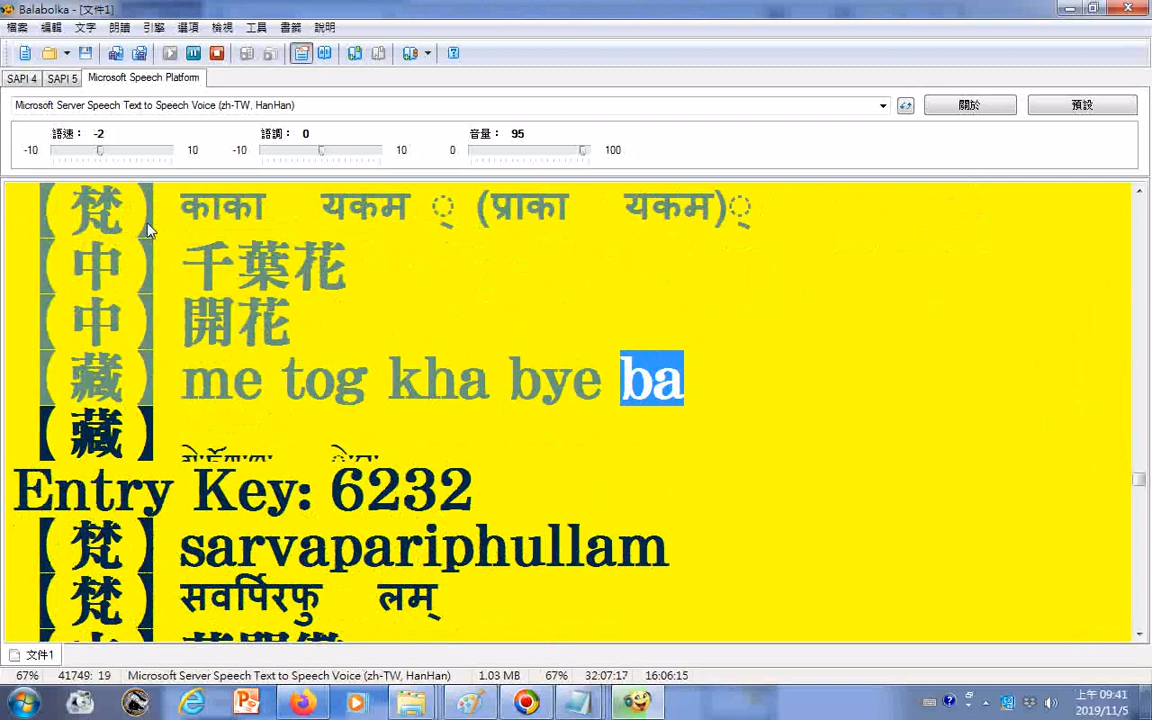 Balabolka - [文件1]
檔案 編輯 文字 朗讀 引擎 選項 檢視 工具 書籤 說明
SAPI 4 SAPI 5 Microsoft Speech Platform
Microsoft Server Speech Text to Speech Voice (zh-TW, HanHan) 關於 預設
語速： -2 語調： 0 音量： 95
-10 10 -10 10 0 100
【梵】 काका यकम ् (प्राका यकम)्
【中】 千葉花
【中】 開花
【藏】 me tog kha bye ba
【藏】
Entry Key: 6232
【梵】 sarvapariphullam
【梵】 सवर्पिरफु लम्
文件1
67% 41749: 19 Microsoft Server Speech Text to Speech Voice (zh-TW, HanHan) 1.03 MB 67% 32:07:17 16:06:15
上午 09:41
2019/11/5